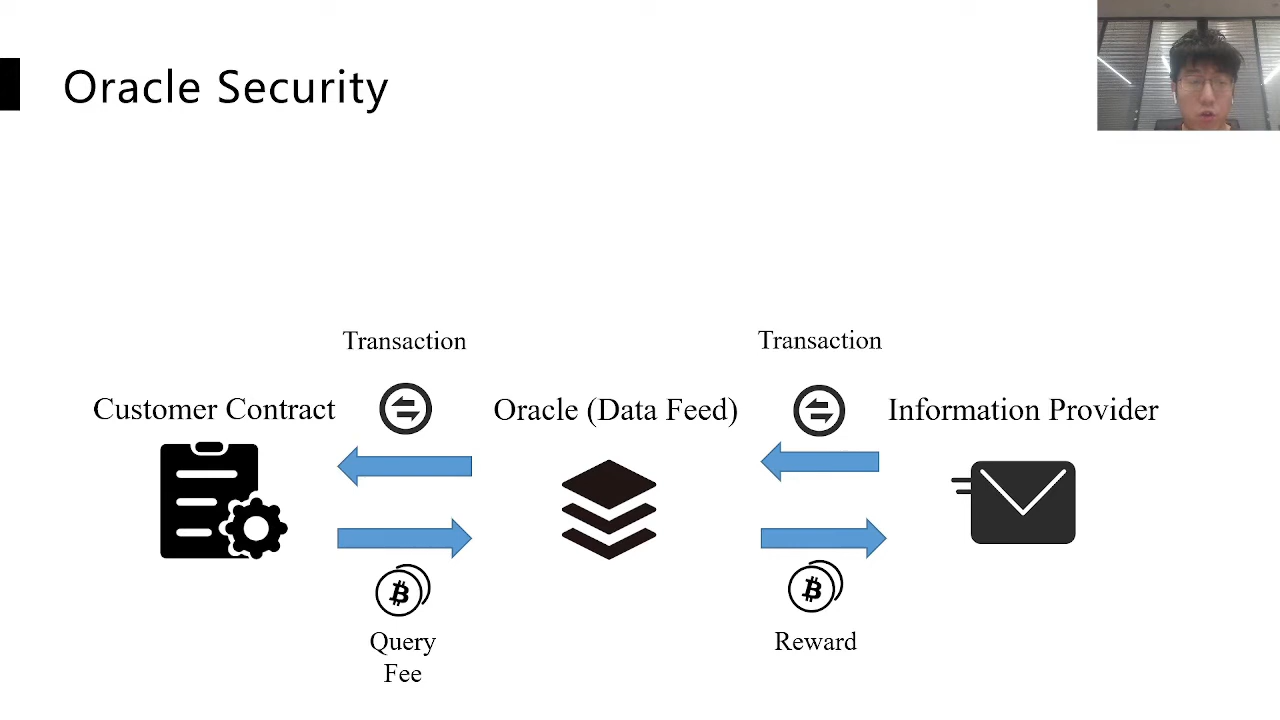 Oracle Security
Transaction
Transaction
Customer Contract
Oracle (Data Feed)
Information Provider
Query
Fee
Reward